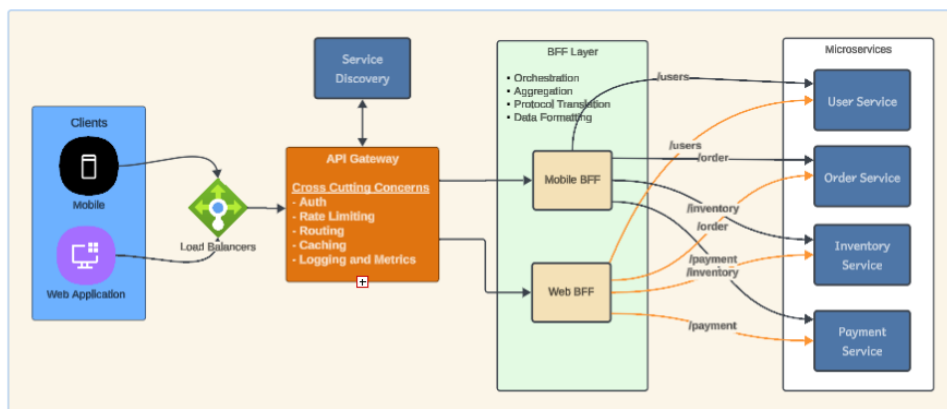 Clients
Mobile
Web Application
Load Balancers
Service
Discovery
API Gateway
Cross Cutting Concerns
- Auth
- Rate Limiting
- Routing
- Caching
- Logging and Metrics
BFF Layer
• Orchestration
• Aggregation
• Protocol Translation
• Data Formatting
Mobile BFF
Web BFF
/users
/users
/order
/inventory
/order
/payment
/inventory
/payment
Microservices
User Service
Order Service
Inventory
Service
Payment
Service